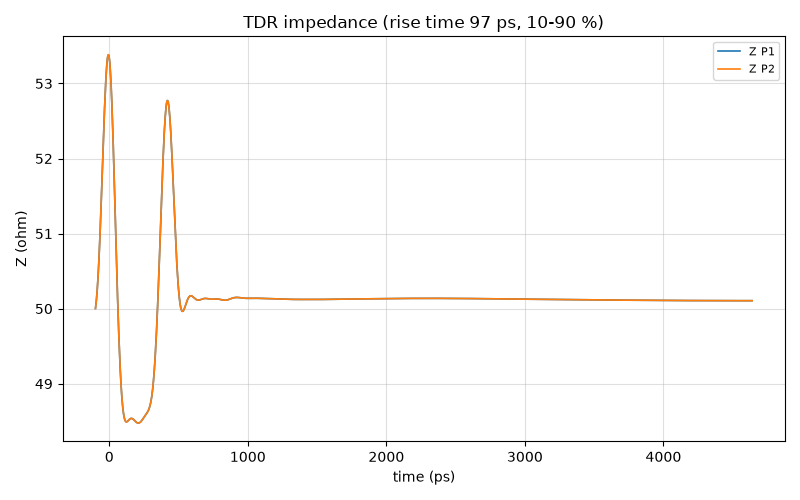 TDR impedance (rise time 97 ps, 10-90 %)
Z P1
Z P2
53
52
51
50
49
Z (ohm)
0
1000
2000
3000
4000
time (ps)